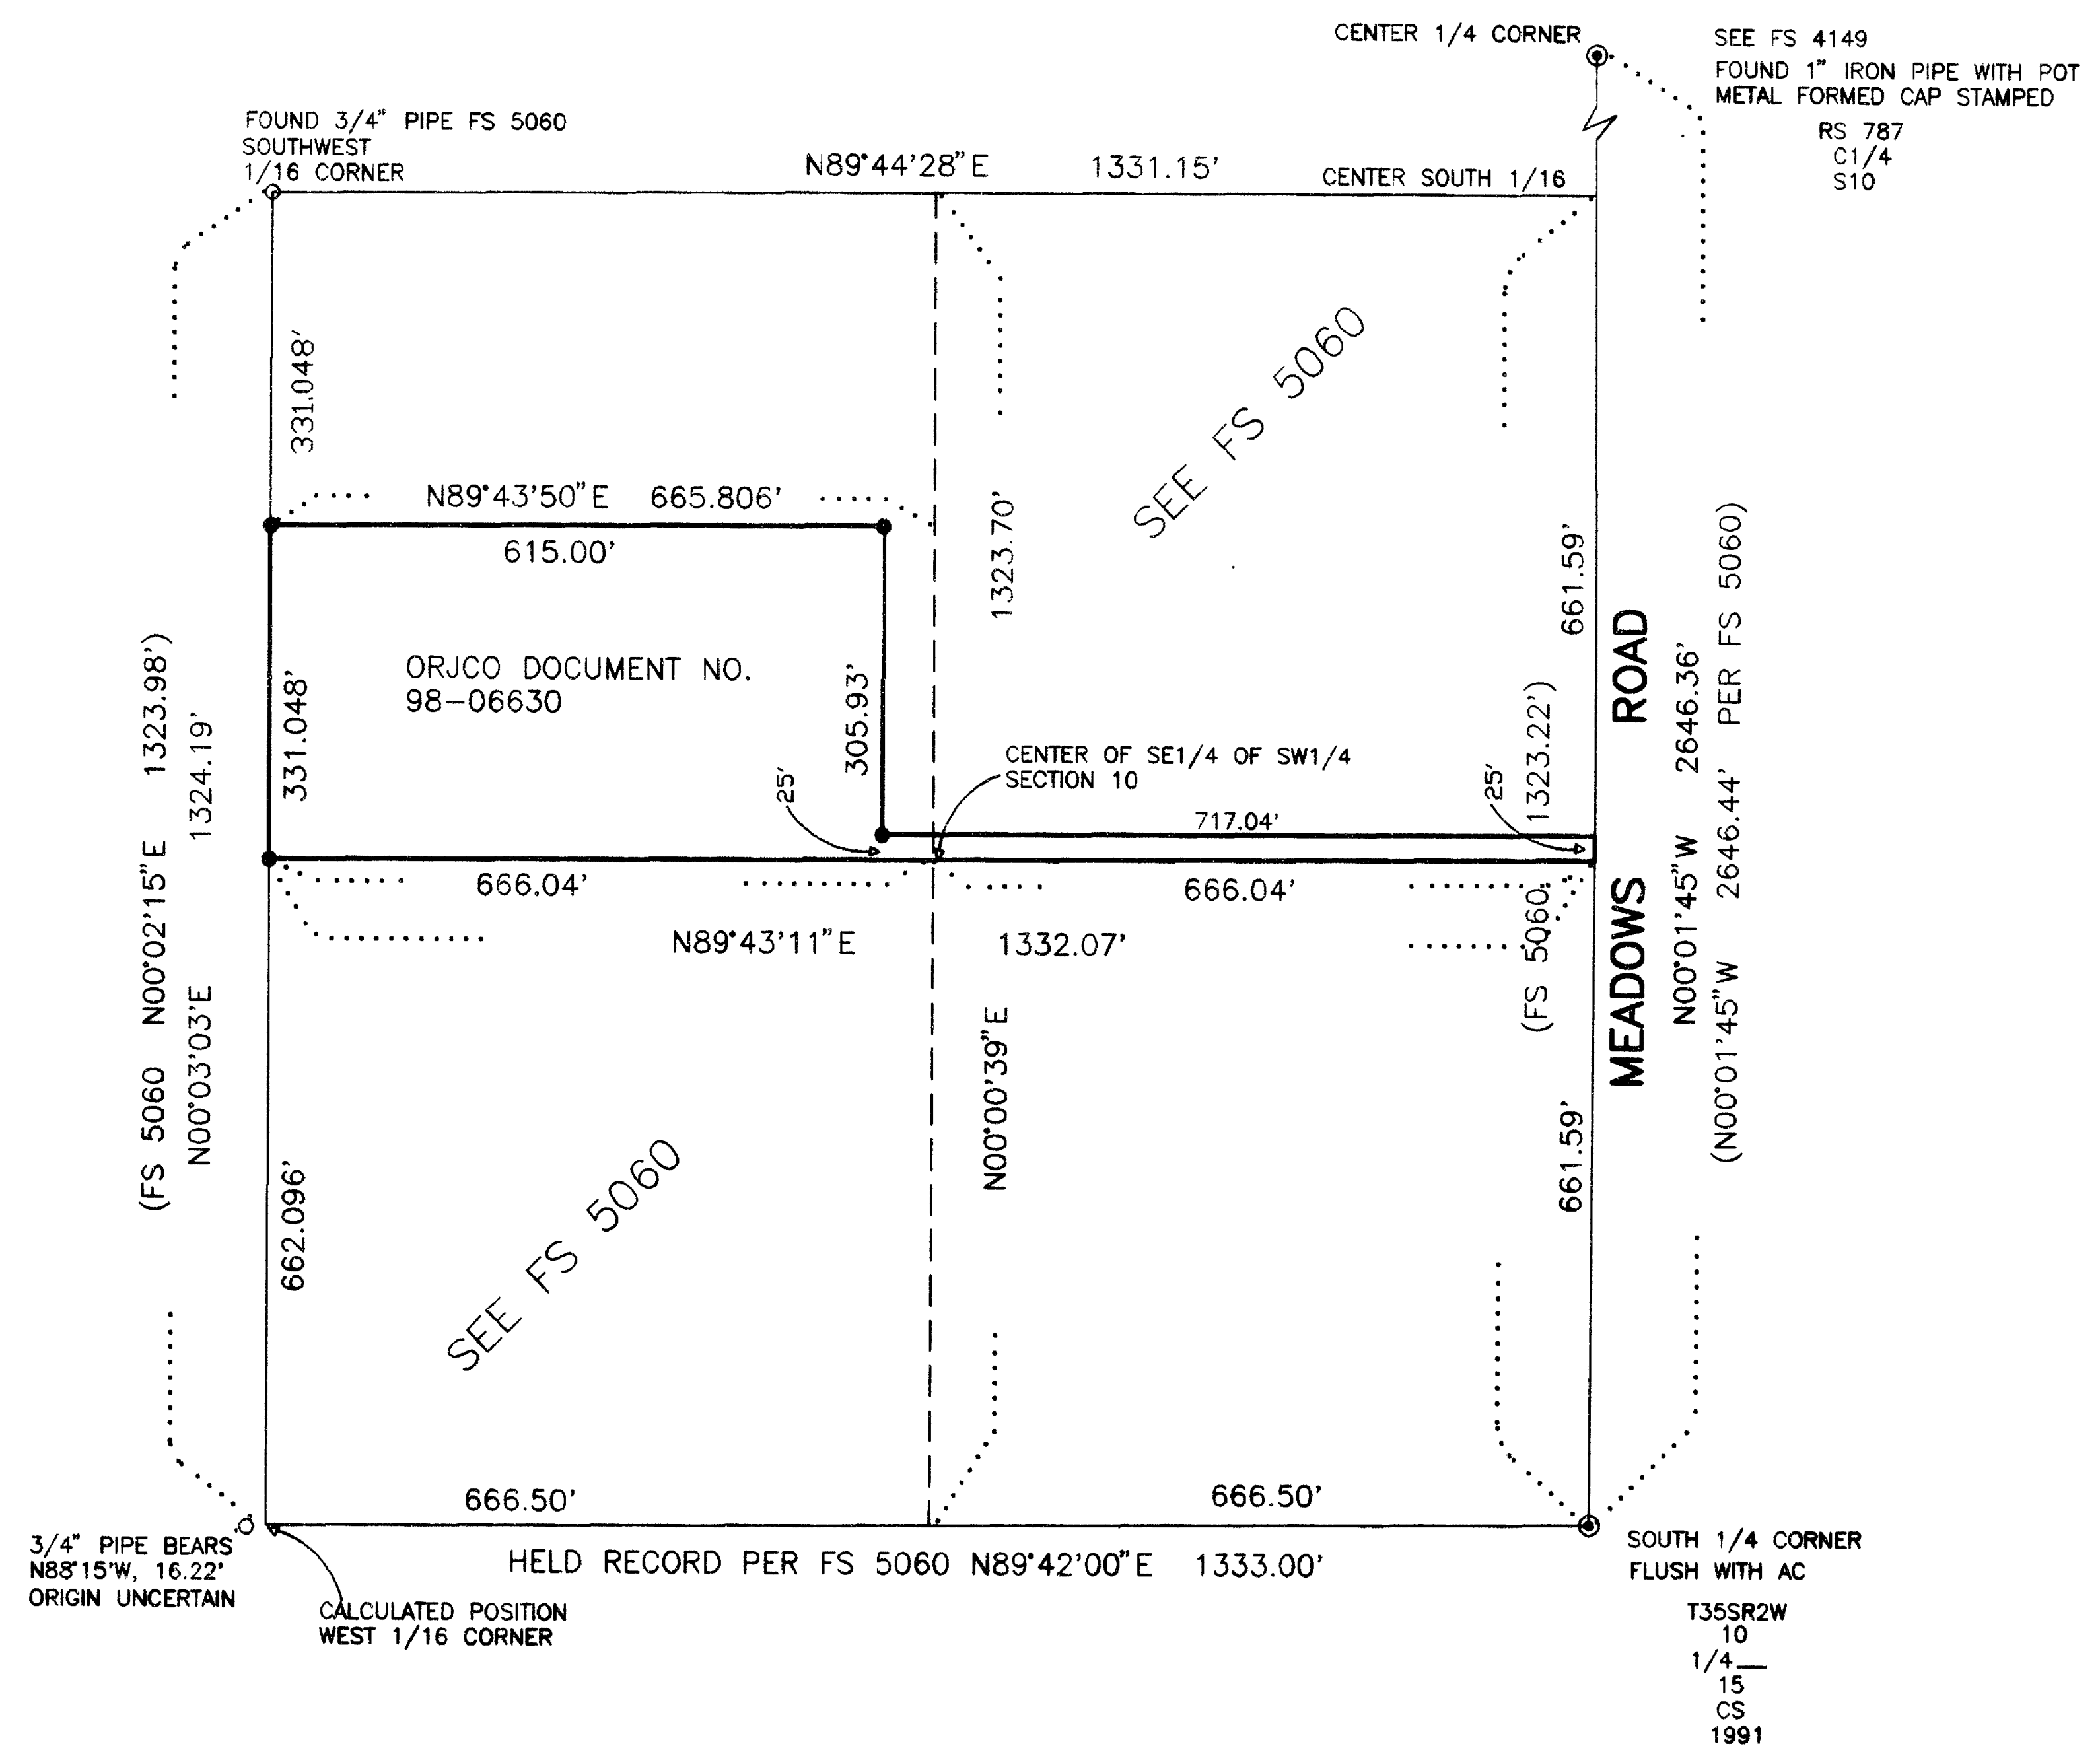 CENTER 1/4 CORNER
SEE FS 4149
FOUND 1" IRON PIPE WITH POT
METAL FORMED CAP STAMPED
RS 787
C1/4
S10
FOUND 3/4" PIPE FS 5060
SOUTHWEST
1/16 CORNER
N89°44'28"E 1331.15'
CENTER SOUTH 1/16
331.048'
SEE FS 5060
N89°43'50"E 665.806'
615.00'
1323.70'
661.59'
ORJCO DOCUMENT NO.
98-06630
331.048'
305.93'
25'
CENTER OF SE1/4 OF SW1/4
SECTION 10
717.04'
25'
(FS 5060 1323.22')
MEADOWS ROAD
N00°01'45"W 2646.36'
(N00°01'45"W 2646.44' PER FS 5060)
(FS 5060 N00°02'15"E 1323.98')
N00°03'03'E 1324.19'
666.04'
666.04'
N89°43'11"E 1332.07'
N00°00'39"E
662.096'
SEE FS 5060
661.59'
666.50'
666.50'
HELD RECORD PER FS 5060 N89°42'00"E 1333.00'
3/4" PIPE BEARS
N88°15'W, 16.22'
ORIGIN UNCERTAIN
CALCULATED POSITION
WEST 1/16 CORNER
SOUTH 1/4 CORNER
FLUSH WITH AC
T35SR2W
10
1/4
15
CS
1991